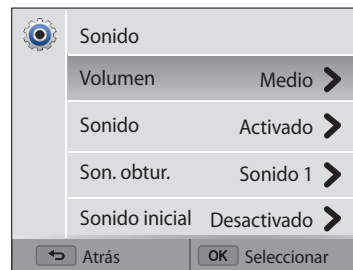 Sonido
Volumen Medio
Sonido Activado
Son. obtur. Sonido 1
Sonido inicial Desactivado
Atrás OK Seleccionar